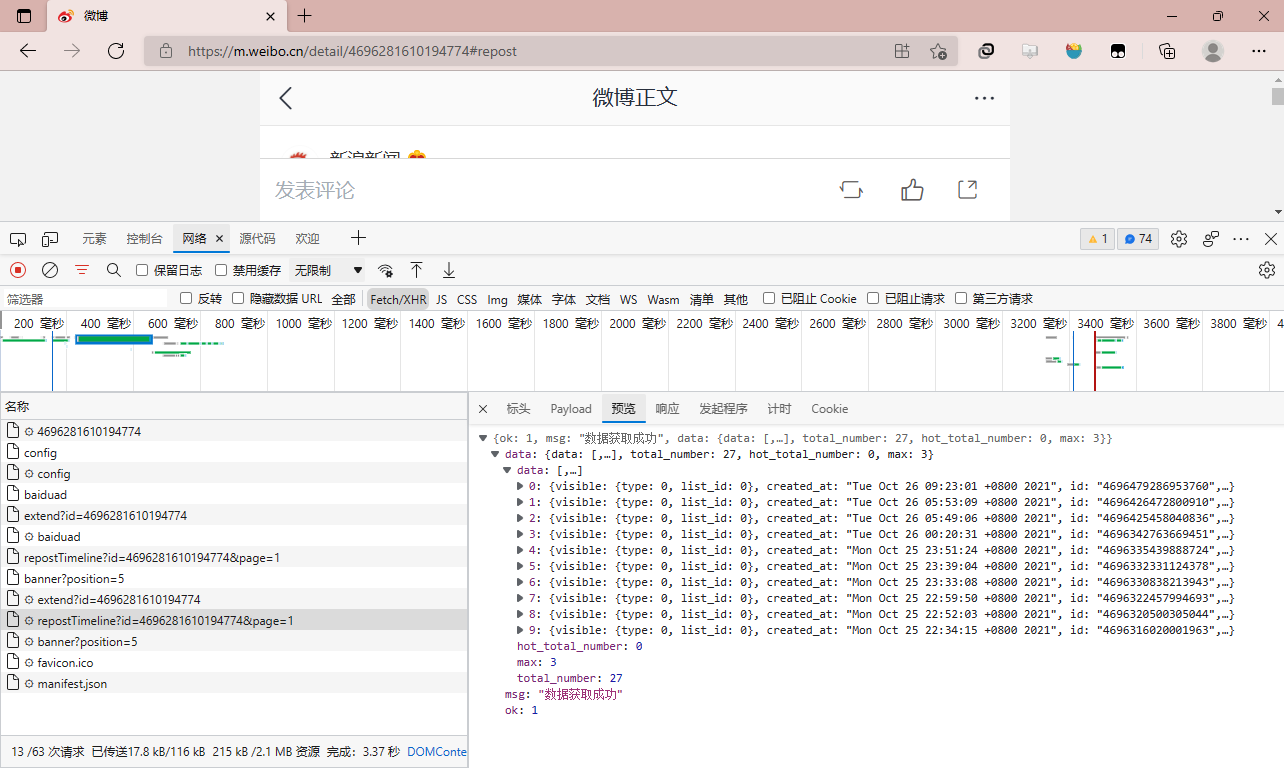 微博
https://m.weibo.cn/detail/4696281610194774#repost
微博正文
新浪新闻
发表评论
元素 控制台 网络 源代码 欢迎 1 74
保留日志 禁用缓存 无限制
筛选器 反转 隐藏数据 URL 全部 Fetch/XHR JS CSS Img 媒体 字体 文档 WS Wasm 清单 其他 已阻止 Cookie 已阻止请求 第三方请求
200 毫秒 400 毫秒 600 毫秒 800 毫秒 1000 毫秒 1200 毫秒 1400 毫秒 1600 毫秒 1800 毫秒 2000 毫秒 2200 毫秒 2400 毫秒 2600 毫秒 2800 毫秒 3000 毫秒 3200 毫秒 3400 毫秒 3600 毫秒 3800 毫秒 4
名称
4696281610194774
config
config
baiduad
extend?id=4696281610194774
baiduad
repostTimeline?id=4696281610194774&page=1
banner?position=5
extend?id=4696281610194774
repostTimeline?id=4696281610194774&page=1
banner?position=5
favicon.ico
manifest.json
13 /63 次请求 已传送17.8 kB/116 kB 215 kB /2.1 MB 资源 完成: 3.37 秒 DOMConte
标头 Payload 预览 响应 发起程序 计时 Cookie
{ok: 1, msg: "数据获取成功", data: {data: [,…], total_number: 27, hot_total_number: 0, max: 3}}
data: {data: [,…], total_number: 27, hot_total_number: 0, max: 3}
data: [,…]
0: {visible: {type: 0, list_id: 0}, created_at: "Tue Oct 26 09:23:01 +0800 2021", id: "4696479286953760",…}
1: {visible: {type: 0, list_id: 0}, created_at: "Tue Oct 26 05:53:09 +0800 2021", id: "4696426472800910",…}
2: {visible: {type: 0, list_id: 0}, created_at: "Tue Oct 26 05:49:06 +0800 2021", id: "4696425458040836",…}
3: {visible: {type: 0, list_id: 0}, created_at: "Tue Oct 26 00:20:31 +0800 2021", id: "4696342763669451",…}
4: {visible: {type: 0, list_id: 0}, created_at: "Mon Oct 25 23:51:24 +0800 2021", id: "4696335439888724",…}
5: {visible: {type: 0, list_id: 0}, created_at: "Mon Oct 25 23:39:04 +0800 2021", id: "4696332331124378",…}
6: {visible: {type: 0, list_id: 0}, created_at: "Mon Oct 25 23:33:08 +0800 2021", id: "4696330838213943",…}
7: {visible: {type: 0, list_id: 0}, created_at: "Mon Oct 25 22:59:50 +0800 2021", id: "4696322457994693",…}
8: {visible: {type: 0, list_id: 0}, created_at: "Mon Oct 25 22:52:03 +0800 2021", id: "4696320500305044",…}
9: {visible: {type: 0, list_id: 0}, created_at: "Mon Oct 25 22:34:15 +0800 2021", id: "4696316020001963",…}
hot_total_number: 0
max: 3
total_number: 27
msg: "数据获取成功"
ok: 1